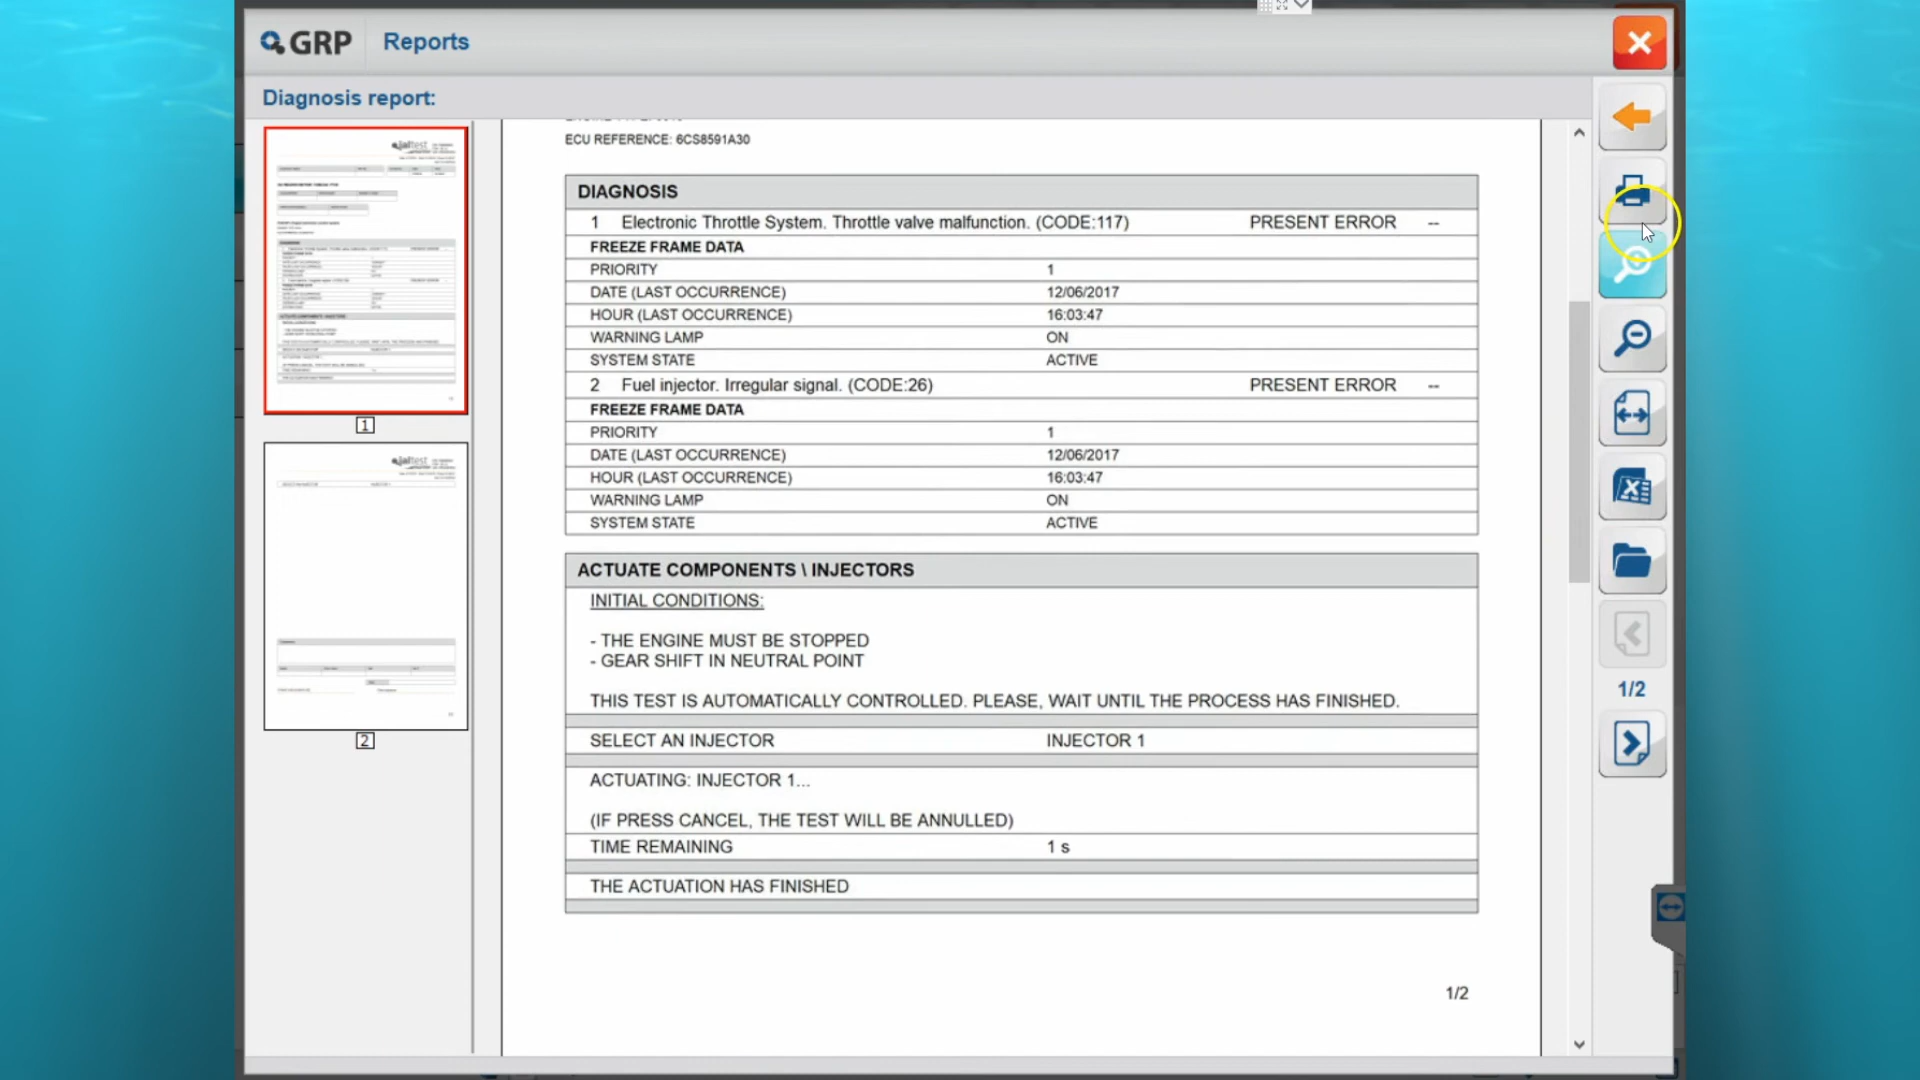 GRP Reports
Diagnosis report:
jaltest
1
jaltest
2
ECU REFERENCE: 6CS8591A30
DIAGNOSIS
1 Electronic Throttle System. Throttle valve malfunction. (CODE:117) PRESENT ERROR --
FREEZE FRAME DATA
PRIORITY 1
DATE (LAST OCCURRENCE) 12/06/2017
HOUR (LAST OCCURRENCE) 16:03:47
WARNING LAMP ON
SYSTEM STATE ACTIVE
2 Fuel injector. Irregular signal. (CODE:26) PRESENT ERROR --
FREEZE FRAME DATA
PRIORITY 1
DATE (LAST OCCURRENCE) 12/06/2017
HOUR (LAST OCCURRENCE) 16:03:47
WARNING LAMP ON
SYSTEM STATE ACTIVE
ACTUATE COMPONENTS \ INJECTORS
INITIAL CONDITIONS:
- THE ENGINE MUST BE STOPPED
- GEAR SHIFT IN NEUTRAL POINT
THIS TEST IS AUTOMATICALLY CONTROLLED. PLEASE, WAIT UNTIL THE PROCESS HAS FINISHED.
SELECT AN INJECTOR INJECTOR 1
ACTUATING: INJECTOR 1...
(IF PRESS CANCEL, THE TEST WILL BE ANNULLED)
TIME REMAINING 1 s
THE ACTUATION HAS FINISHED
1/2
1/2